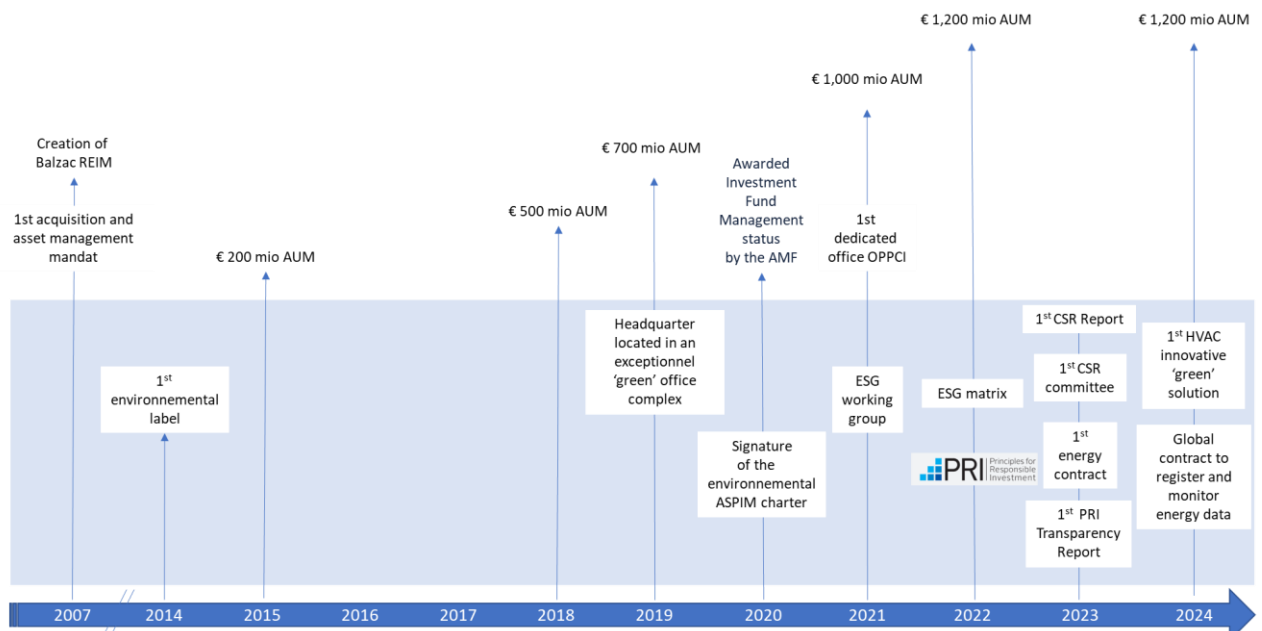 € 1,200 mio AUM
€ 1,200 mio AUM
€ 1,000 mio AUM
Creation of
Balzac REIM
€ 700 mio AUM
Awarded
Investment
Fund
Management
status
by the AMF
1st acquisition and
asset management
mandat
€ 500 mio AUM
1st
dedicated
office OPPCI
€ 200 mio AUM
1st
environnemental
label
Headquarter
located in an
exceptionnel
‘green’ office
complex
Signature
of the
environnemental
ASPIM charter
ESG
working
group
ESG matrix
PRI
Principles for
Responsible
Investment
1st CSR Report
1st CSR
committee
1st
energy
contract
1st PRI
Transparency
Report
1st HVAC
innovative
‘green’
solution
Global
contract to
register and
monitor
energy data
2007 // 2014 2015 2016 2017 2018 2019 2020 2021 2022 2023 2024